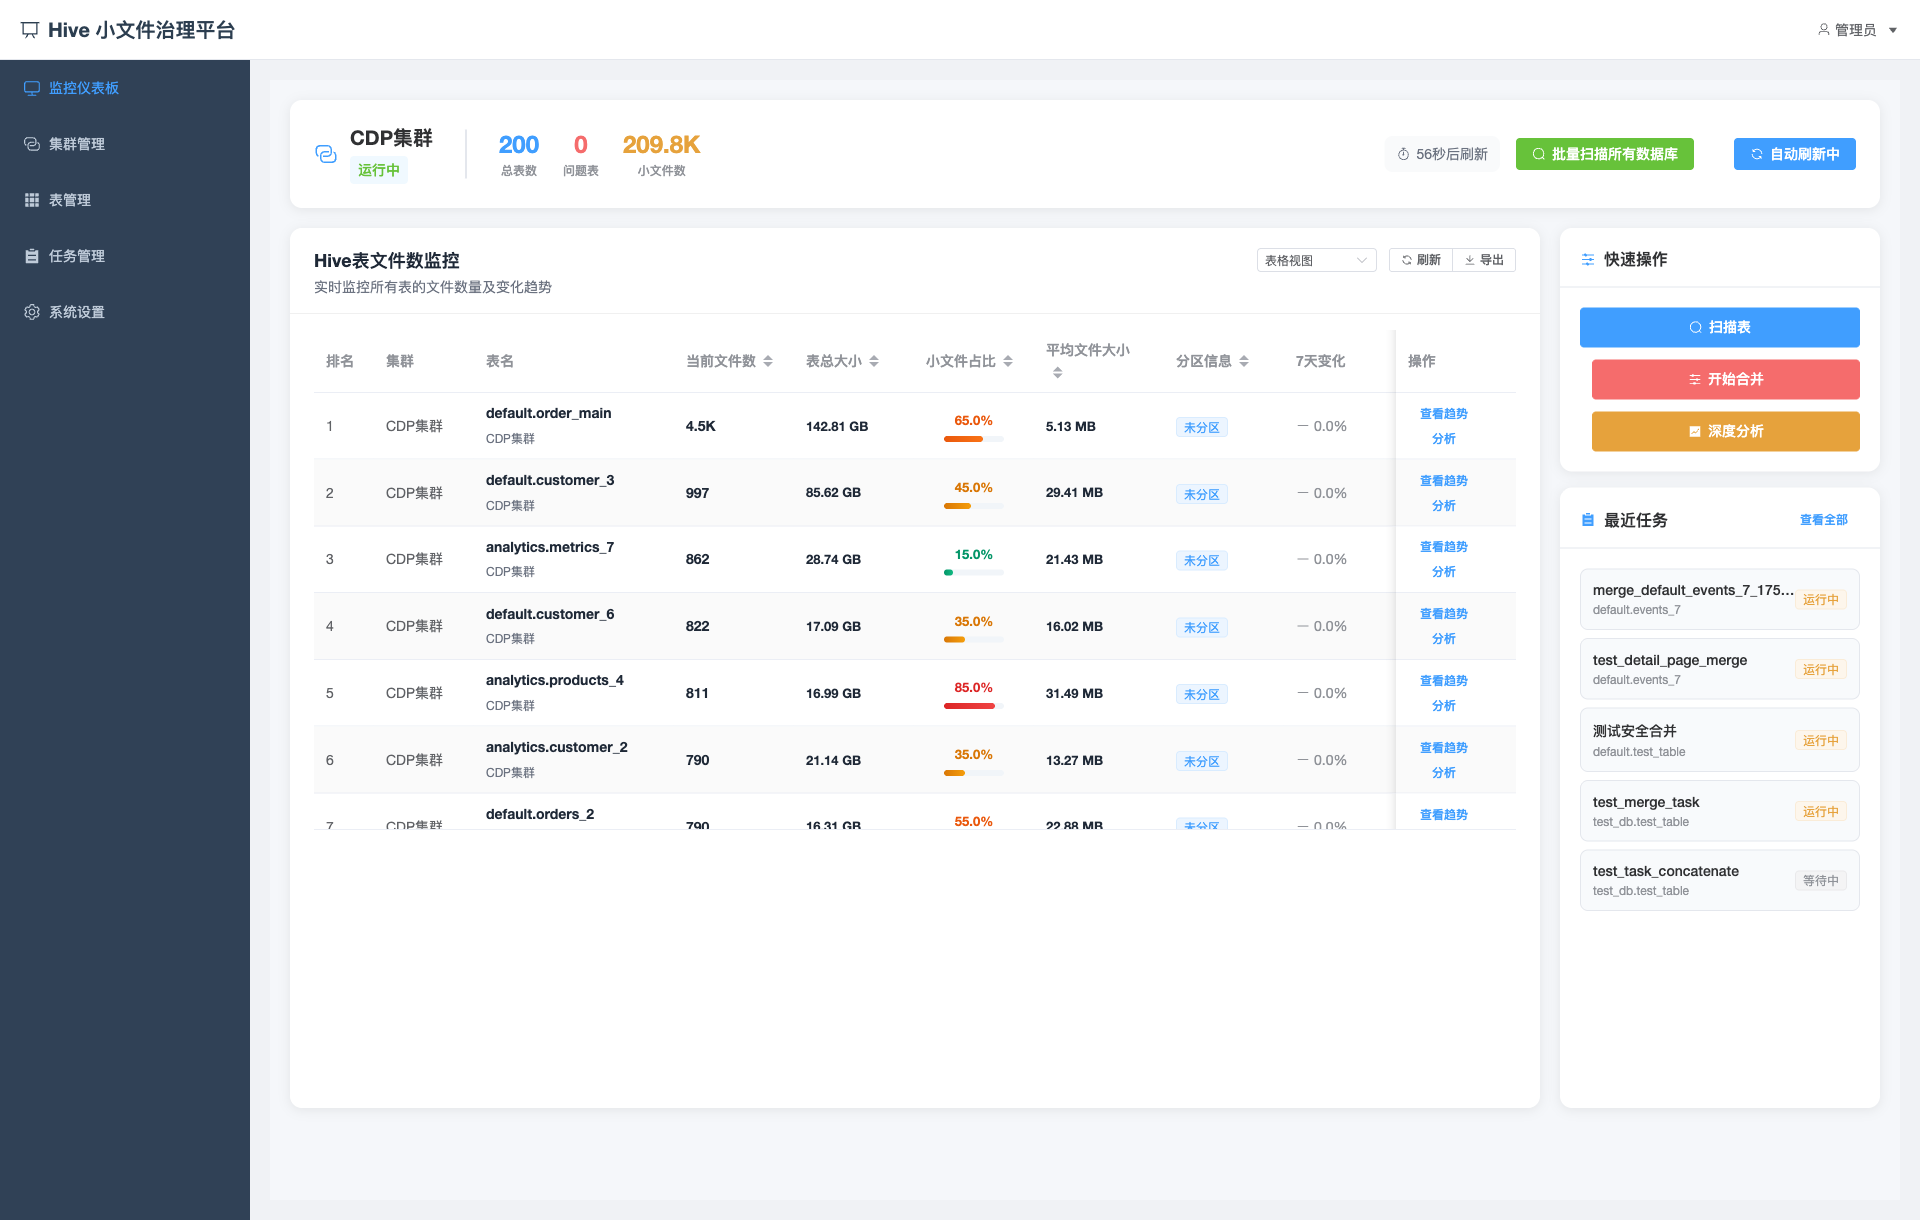 Hive 小文件治理平台
管理员
监控仪表板
集群管理
表管理
任务管理
系统设置
CDP集群
运行中
200
总表数
0
问题表
209.8K
小文件数
56秒后刷新
批量扫描所有数据库
自动刷新中
Hive表文件数监控
实时监控所有表的文件数量及变化趋势
表格视图
刷新
导出
排名 集群 表名 当前文件数 表总大小 小文件占比 平均文件大小 分区信息 7天变化 操作
1 CDP集群 default.order_main CDP集群 4.5K 142.81 GB 65.0% 5.13 MB 未分区 — 0.0% 查看趋势 分析
2 CDP集群 default.customer_3 CDP集群 997 85.62 GB 45.0% 29.41 MB 未分区 — 0.0% 查看趋势 分析
3 CDP集群 analytics.metrics_7 CDP集群 862 28.74 GB 15.0% 21.43 MB 未分区 — 0.0% 查看趋势 分析
4 CDP集群 default.customer_6 CDP集群 822 17.09 GB 35.0% 16.02 MB 未分区 — 0.0% 查看趋势 分析
5 CDP集群 analytics.products_4 CDP集群 811 16.99 GB 85.0% 31.49 MB 未分区 — 0.0% 查看趋势 分析
6 CDP集群 analytics.customer_2 CDP集群 790 21.14 GB 35.0% 13.27 MB 未分区 — 0.0% 查看趋势 分析
7 CDP集群 default.orders_2 790 16.31 GB 55.0% 22.88 MB 未分区 — 0.0% 查看趋势
快速操作
扫描表
开始合并
深度分析
最近任务
查看全部
merge_default_events_7_175...
default.events_7
运行中
test_detail_page_merge
default.events_7
运行中
测试安全合并
default.test_table
运行中
test_merge_task
test_db.test_table
运行中
test_task_concatenate
test_db.test_table
等待中